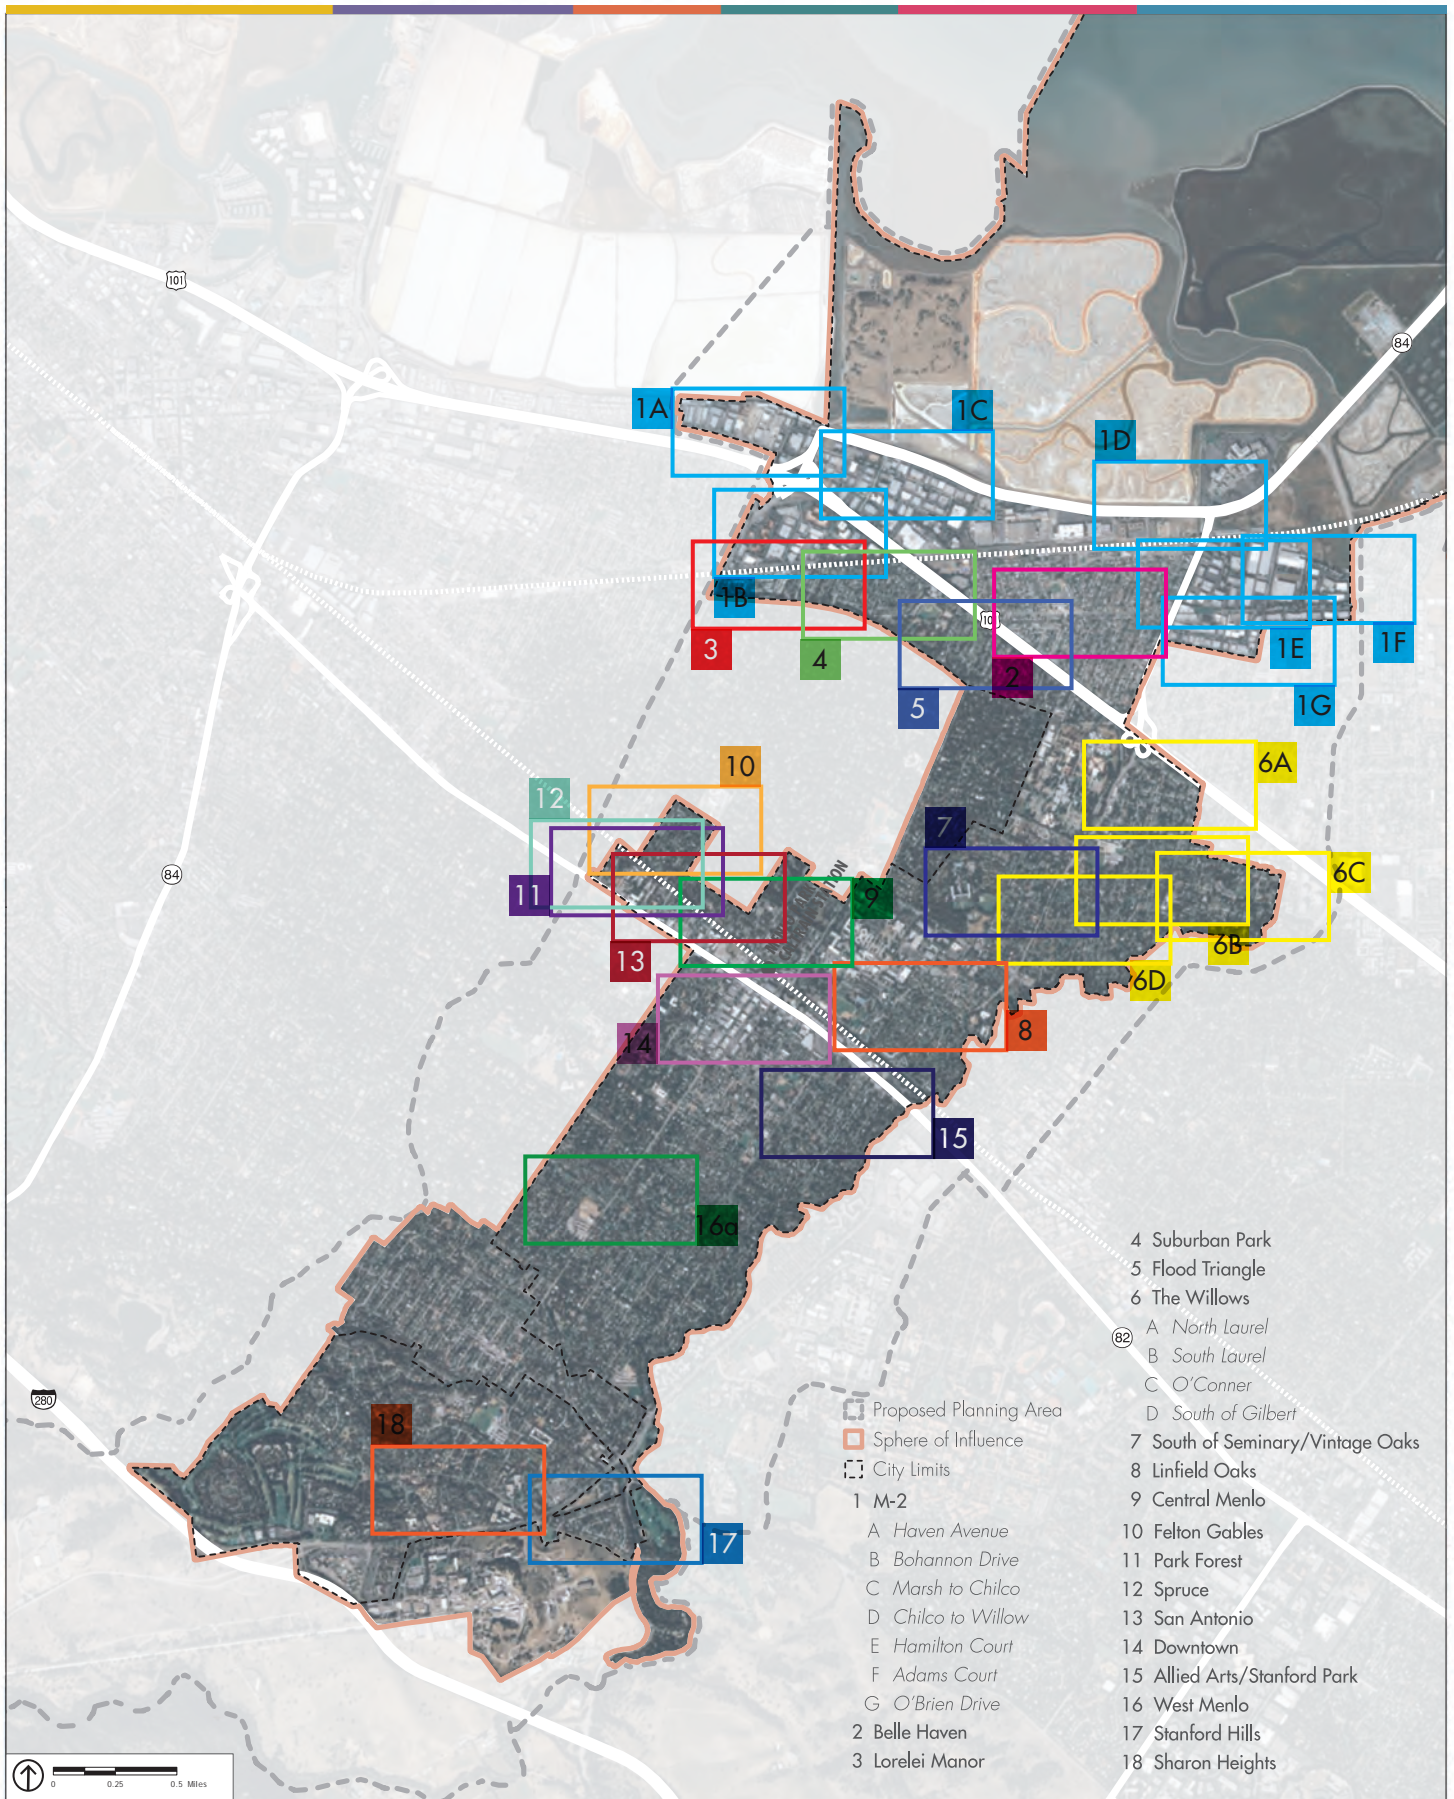 101
84
1A
1C
1D
1B
3
4
101
2
5
1E
1F
1G
10
12
6A
7
84
11
9
6C
6B
13
6D
14
8
15
16a
82
280
18
17
4 Suburban Park
5 Flood Triangle
6 The Willows
A North Laurel
B South Laurel
C O'Conner
D South of Gilbert
7 South of Seminary/Vintage Oaks
8 Linfield Oaks
9 Central Menlo
10 Felton Gables
11 Park Forest
12 Spruce
13 San Antonio
14 Downtown
15 Allied Arts/Stanford Park
16 West Menlo
17 Stanford Hills
18 Sharon Heights
Proposed Planning Area
Sphere of Influence
City Limits
1 M-2
A Haven Avenue
B Bohannon Drive
C Marsh to Chilco
D Chilco to Willow
E Hamilton Court
F Adams Court
G O'Brien Drive
2 Belle Haven
3 Lorelei Manor
0 0.25 0.5 Miles